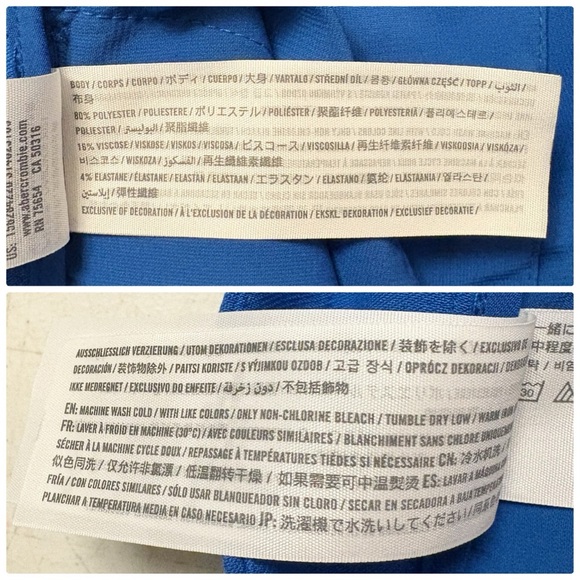 BODY / CORPS / CORPO / ボディ / CUERPO / 大身 / VARTALO / STŘEDNÍ DÍL / 몸통 / GŁÓWNA CZĘŚĆ / TOPP / الثوب /
布身
80% POLYESTER / POLIESTERE / ポリエステル / POLIÉSTER / 聚酯纤维 / POLYESTERIÄ / 폴리에스테르 /
POLIESTER / البوليستر / 聚脂纖維
16% VISCOSE / VISKOSE / VISKOS / VISCOSA / ビスコース / VISCOSILLA / 再生纤维素纤维 / VISKOOSIA / VISKÓZA /
비스코스 / WISKOZA / الفسكوز / 再生纖維素纖維
4% ELASTANE / ELASTAN / ÉLASTHANNE / ELASTAAN / エラスタン / ELASTANO / 氨纶 / ELASTAANIA / 엘라스탄 /
إيلاستين / 彈性纖維
EXCLUSIVE OF DECORATION / À L'EXCLUSION DE LA DÉCORATION / EKSKL. DEKORATION / EXCLUSIEF DECORATIE /
www.abercrombie.com
RN 75654 CA 50316
AUSSCHLIESSLICH VERZIERUNG / UTOM DEKORATIONEN / ESCLUSA DECORAZIONE / 装飾を除く / EXCLUSIVO DE
DECORACIÓN / 装饰物除外 / PAITSI KORISTE / S VÝJIMKOU OZDOB / 고급 장식 / OPRÓCZ DEKORACJI /
IKKE MEDREGNET / EXCLUSIVO DO ENFEITE / دون زخرفة / 不包括飾物
EN: MACHINE WASH COLD / WITH LIKE COLORS / ONLY NON-CHLORINE BLEACH / TUMBLE DRY LOW / WARM
FR: LAVER À FROID EN MACHINE (30°C) / AVEC COULEURS SIMILAIRES / BLANCHIMENT SANS CHLORE UNIQUEMENT
SÉCHER À LA MACHINE CYCLE DOUX / REPASSAGE À TEMPÉRATURES TIÈDES SI NÉCESSAIRE CN: 冷水机洗
似色同洗 / 仅允许非氯漂 / 低温翻转干燥 / 如果需要可中温熨烫 ES: LAVAR A MÁQUINA
FRÍA / CON COLORES SIMILARES / SÓLO USAR BLANQUEADOR SIN CLORO / SECAR EN SECADORA A BAJA
PLANCHAR A TEMPERATURA MEDIA EN CASO NECESARIO JP: 洗濯機で水洗いしてください /
一緒に
中程度